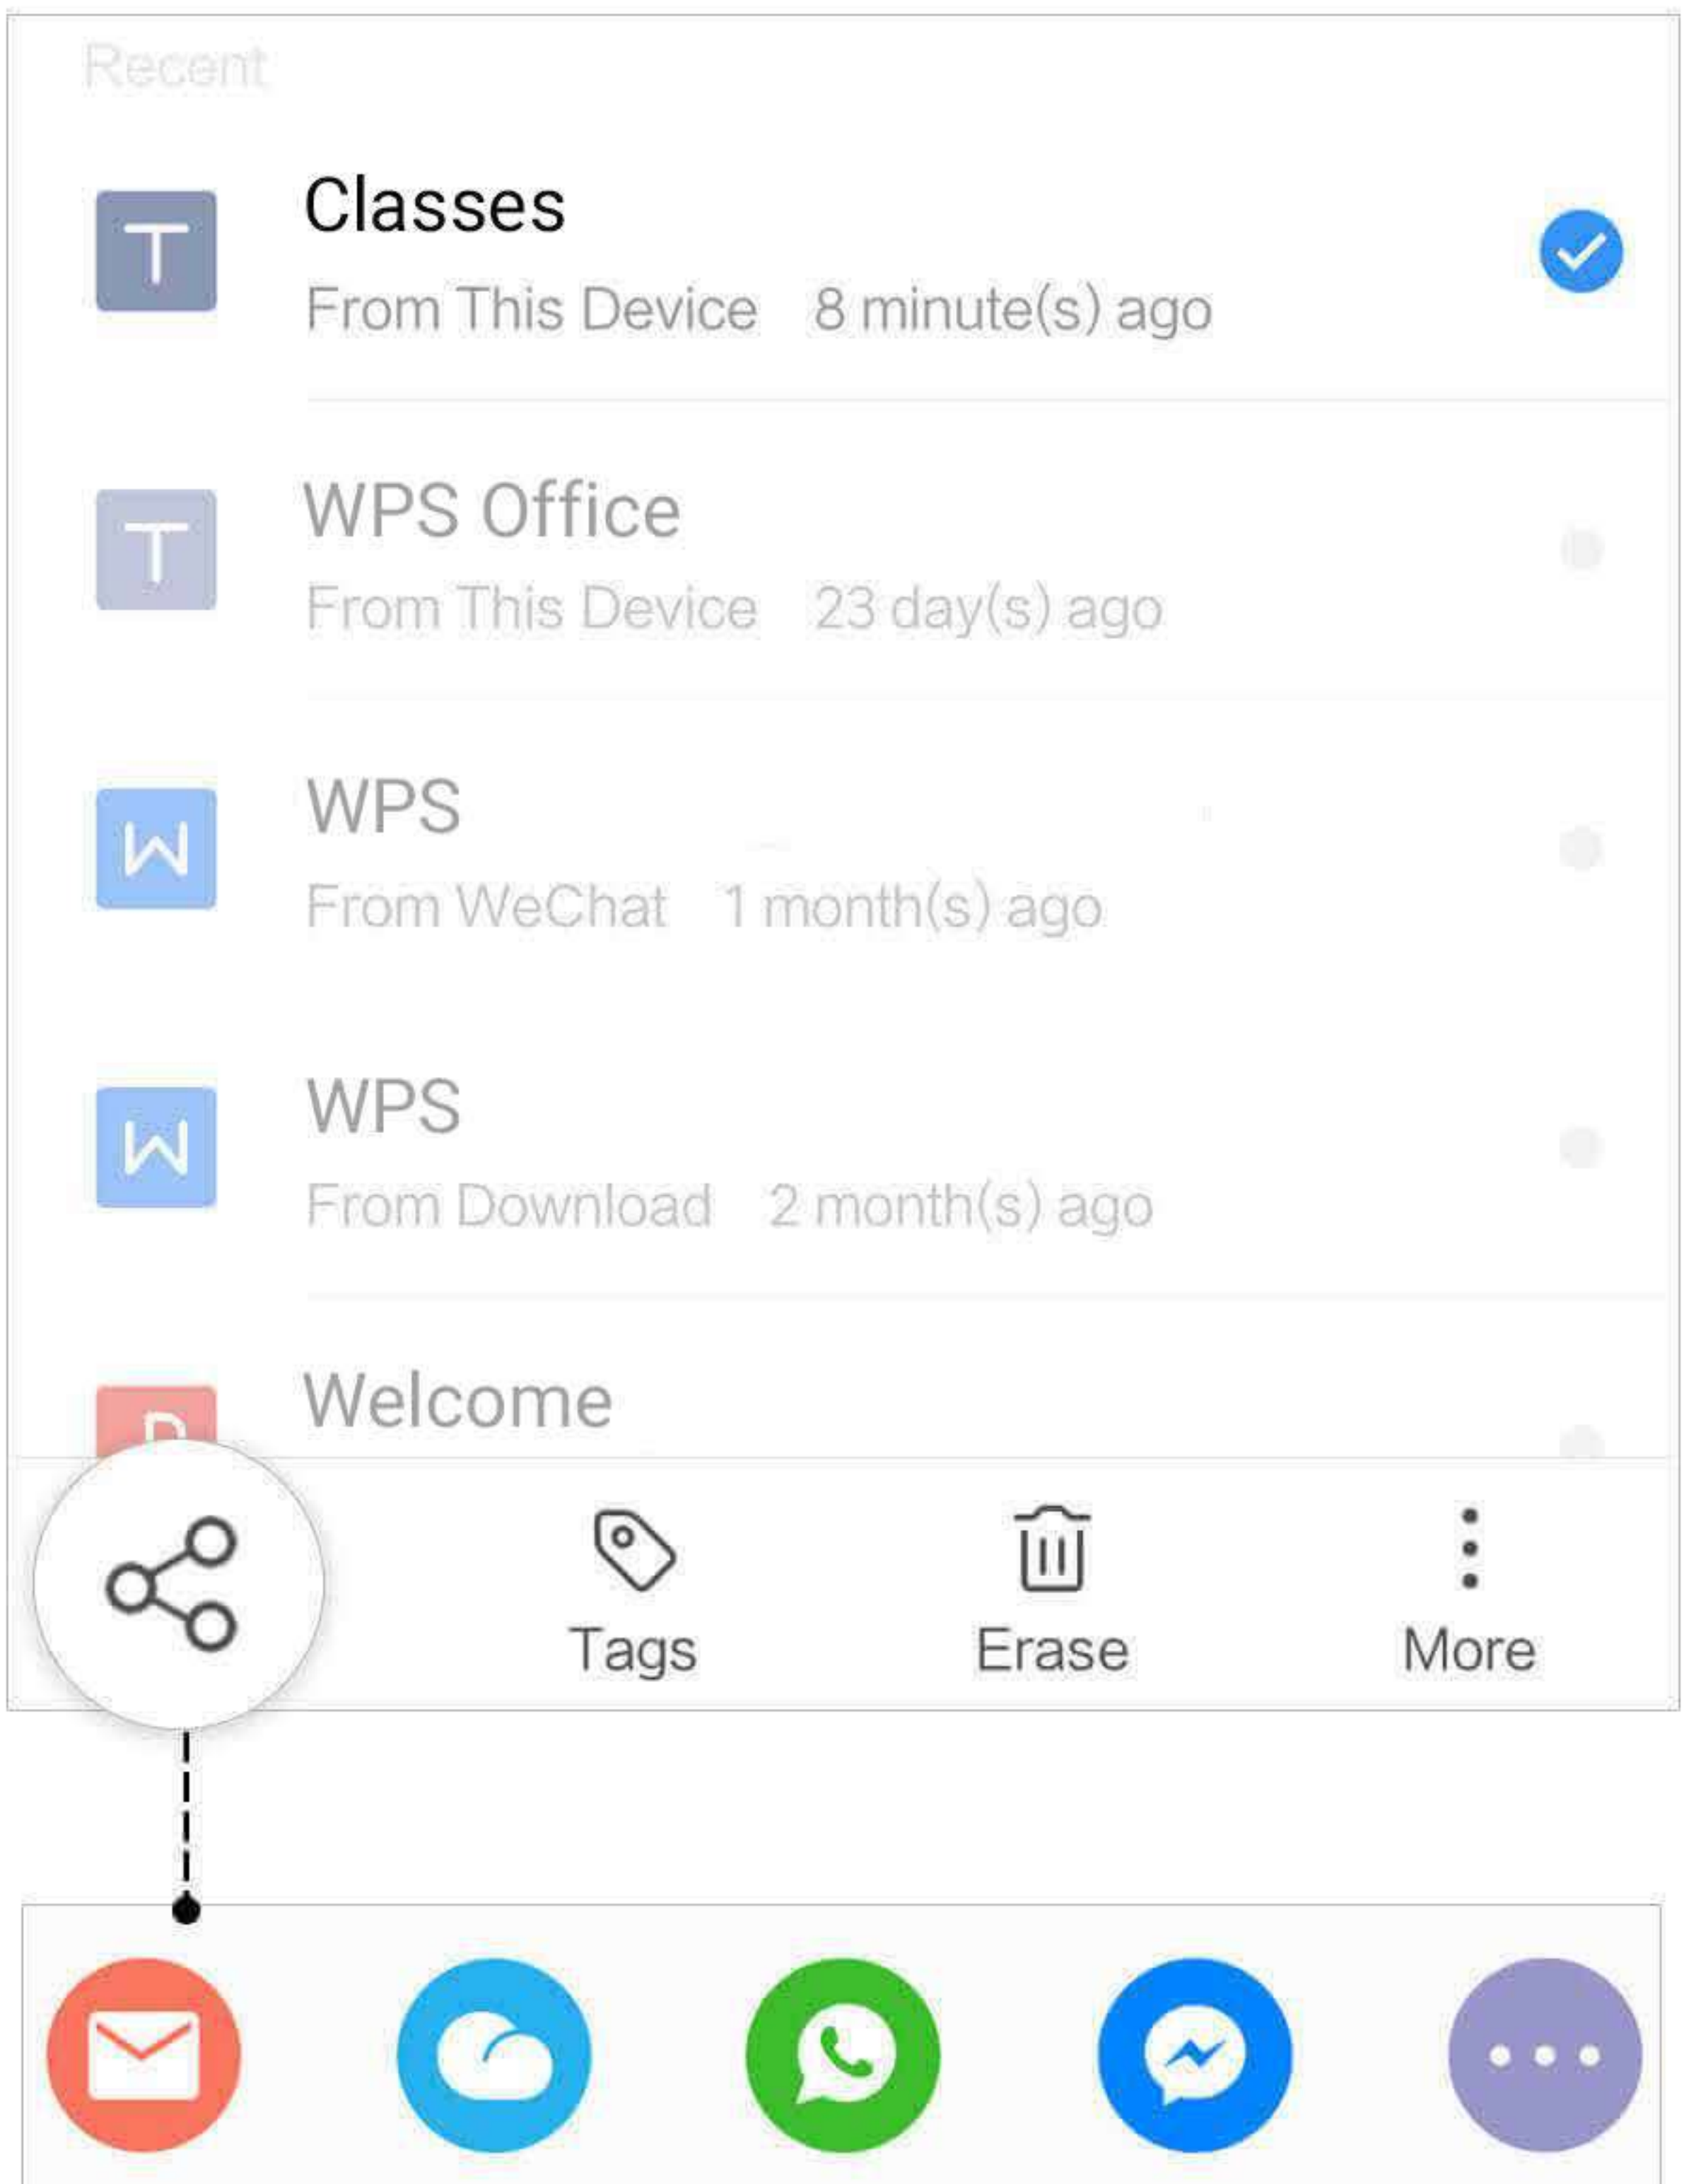 Recent
T
Classes
From This Device 8 minute(s) ago
T
WPS Office
From This Device 23 day(s) ago
W
WPS
From WeChat 1 month(s) ago
W
WPS
From Download 2 month(s) ago
Welcome
Tags
Erase
More